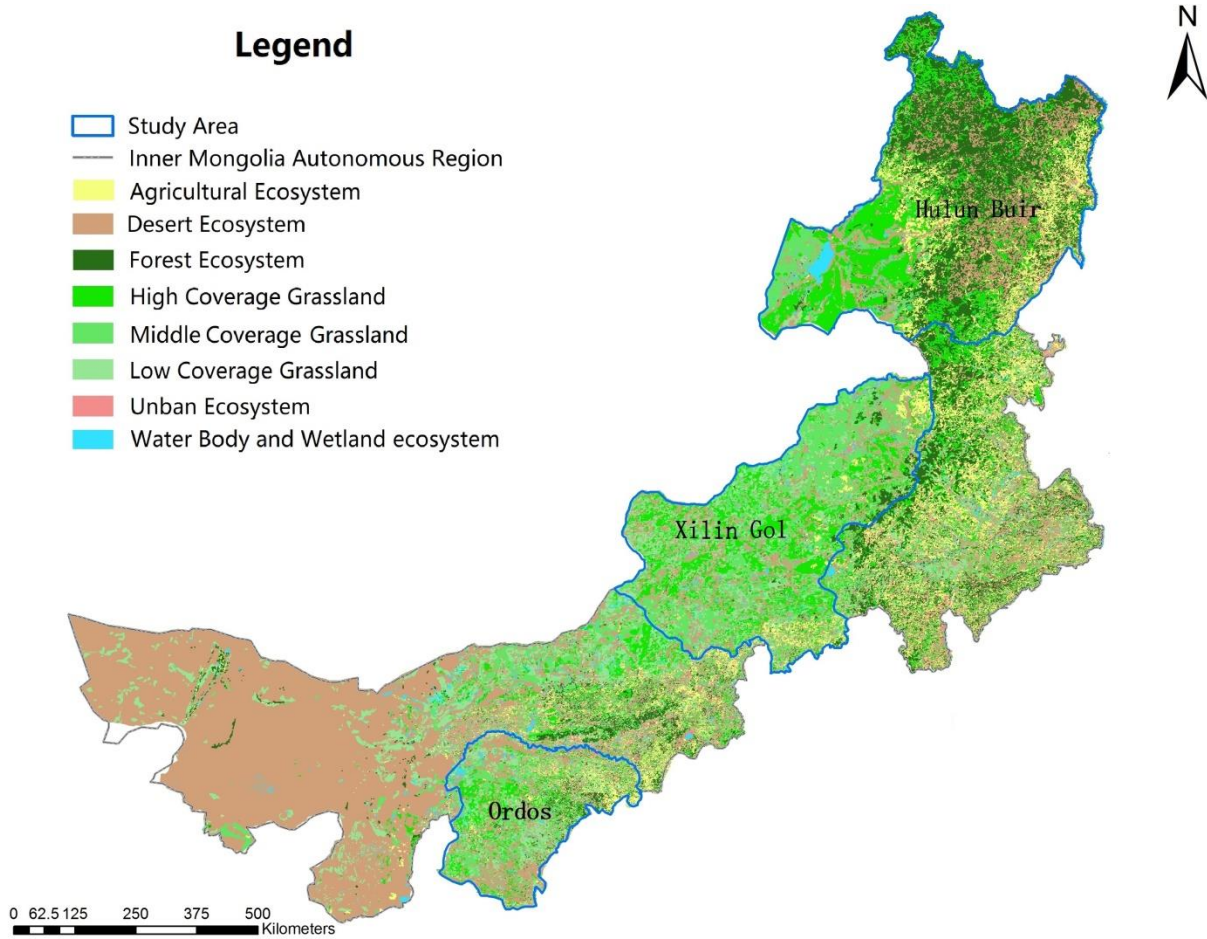 Legend
N
Study Area
Inner Mongolia Autonomous Region
Agricultural Ecosystem
Desert Ecosystem
Forest Ecosystem
High Coverage Grassland
Middle Coverage Grassland
Low Coverage Grassland
Unban Ecosystem
Water Body and Wetland ecosystem
Hulun Buir
Xilin Gol
Ordos
0 62.5 125 250 375 500
Kilometers